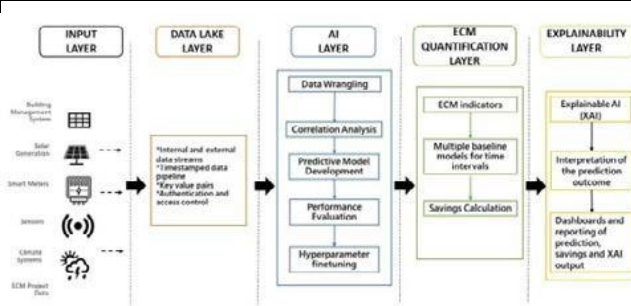 INPUT
LAYER
DATA LAKE
LAYER
AI
LAYER
ECM
QUANTIFICATION
LAYER
EXPLAINABILITY
LAYER
Building
Management
System
Solar
Generation
Smart Meters
Sensors
Climate
Systems
ECM Project
Data
*Internal and external
data streams
*Timestamped data
pipeline
*Key value pairs
*Authentication and
access control
Data Wrangling
Correlation Analysis
Predictive Model
Development
Performance
Evaluation
Hyperparameter
finetuning
ECM indicators
Multiple baseline
models for time
intervals
Savings Calculation
Explainable AI
(XAI)
Interpretation of
the prediction
outcome
Dashboards and
reporting of
prediction,
savings and XAI
output